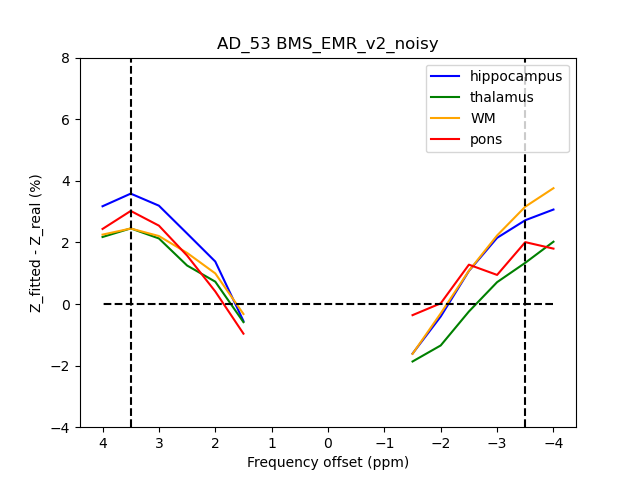 AD_53 BMS_EMR_v2_noisy
Z_fitted - Z_real (%)
8
6
4
2
0
−2
−4
hippocampus
thalamus
WM
pons
4 3 2 1 0 −1 −2 −3 −4
Frequency offset (ppm)